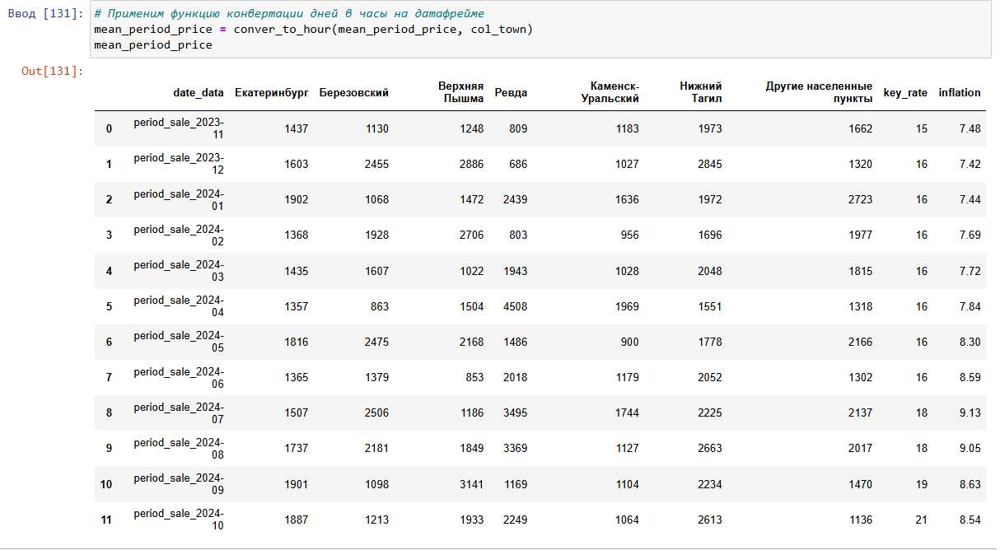 Ввод [131]: # Применим функцию конвертации дней в часы на датафрейме
mean_period_price = conver_to_hour(mean_period_price, col_town)
mean_period_price
Out[131]:
date_data Екатеринбург Березовский Верхняя Пышма Ревда Каменск-Уральский Нижний Тагил Другие населенные пункты key_rate inflation
0 period_sale_2023-11 1437 1130 1248 809 1183 1973 1662 15 7.48
1 period_sale_2023-12 1603 2455 2886 686 1027 2845 1320 16 7.42
2 period_sale_2024-01 1902 1068 1472 2439 1636 1972 2723 16 7.44
3 period_sale_2024-02 1368 1928 2706 803 956 1696 1977 16 7.69
4 period_sale_2024-03 1435 1607 1022 1943 1028 2048 1815 16 7.72
5 period_sale_2024-04 1357 863 1504 4508 1969 1551 1318 16 7.84
6 period_sale_2024-05 1816 2475 2168 1486 900 1778 2166 16 8.30
7 period_sale_2024-06 1365 1379 853 2018 1179 2052 1302 16 8.59
8 period_sale_2024-07 1507 2506 1186 3495 1744 2225 2137 18 9.13
9 period_sale_2024-08 1737 2181 1849 3369 1127 2663 2017 18 9.05
10 period_sale_2024-09 1901 1098 3141 1169 1104 2234 1470 19 8.63
11 period_sale_2024-10 1887 1213 1933 2249 1064 2613 1136 21 8.54